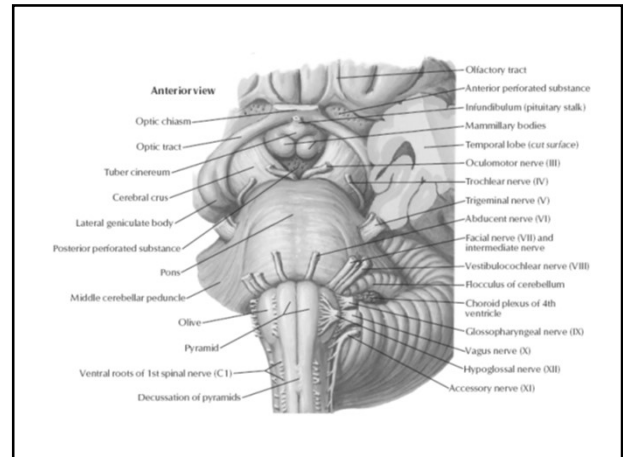 Anterior view
Optic chiasm
Optic tract
Tuber cinereum
Cerebral crus
Lateral geniculate body
Posterior perforated substance
Pons
Middle cerebellar peduncle
Olive
Pyramid
Ventral roots of 1st spinal nerve (C1)
Decussation of pyramids
Olfactory tract
Anterior perforated substance
Infundibulum (pituitary stalk)
Mammillary bodies
Temporal lobe (cut surface)
Oculomotor nerve (III)
Trochlear nerve (IV)
Trigeminal nerve (V)
Abducent nerve (VI)
Facial nerve (VII) and
intermediate nerve
Vestibulocochlear nerve (VIII)
Flocculus of cerebellum
Choroid plexus of 4th
ventricle
Glossopharyngeal nerve (IX)
Vagus nerve (X)
Hypoglossal nerve (XII)
Accessory nerve (XI)